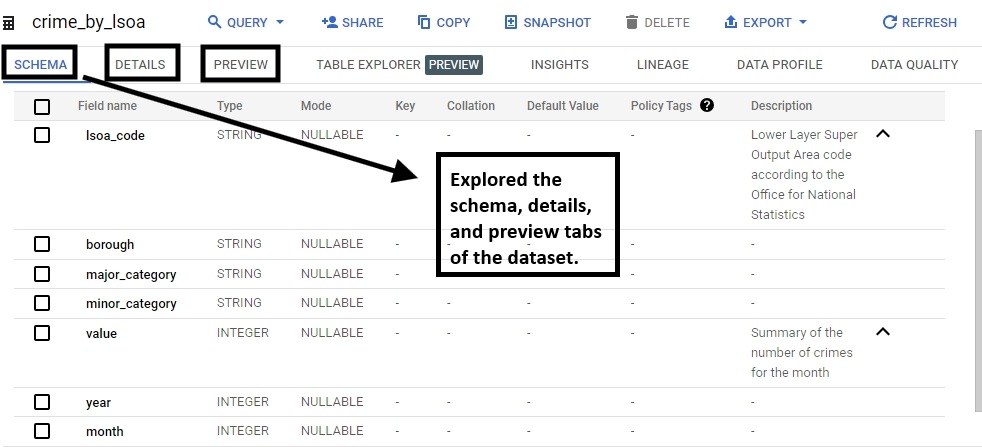 crime_by_lsoa QUERY SHARE COPY SNAPSHOT DELETE EXPORT REFRESH
SCHEMA DETAILS PREVIEW TABLE EXPLORER PREVIEW INSIGHTS LINEAGE DATA PROFILE DATA QUALITY
Field name Type Mode Key Collation Default Value Policy Tags ? Description
lsoa_code STRING NULLABLE - - - - Lower Layer Super
Output Area code
according to the
Office for National
Statistics
Explored the
schema, details,
and preview tabs
of the dataset.
borough STRING NULLABLE - - - -
major_category STRING NULLABLE - - -
minor_category STRING NULLABLE - - - -
value INTEGER NULLABLE - - - - Summary of the
number of crimes
for the month
year INTEGER NULLABLE - - - - -
month INTEGER NULLABLE - - - - -